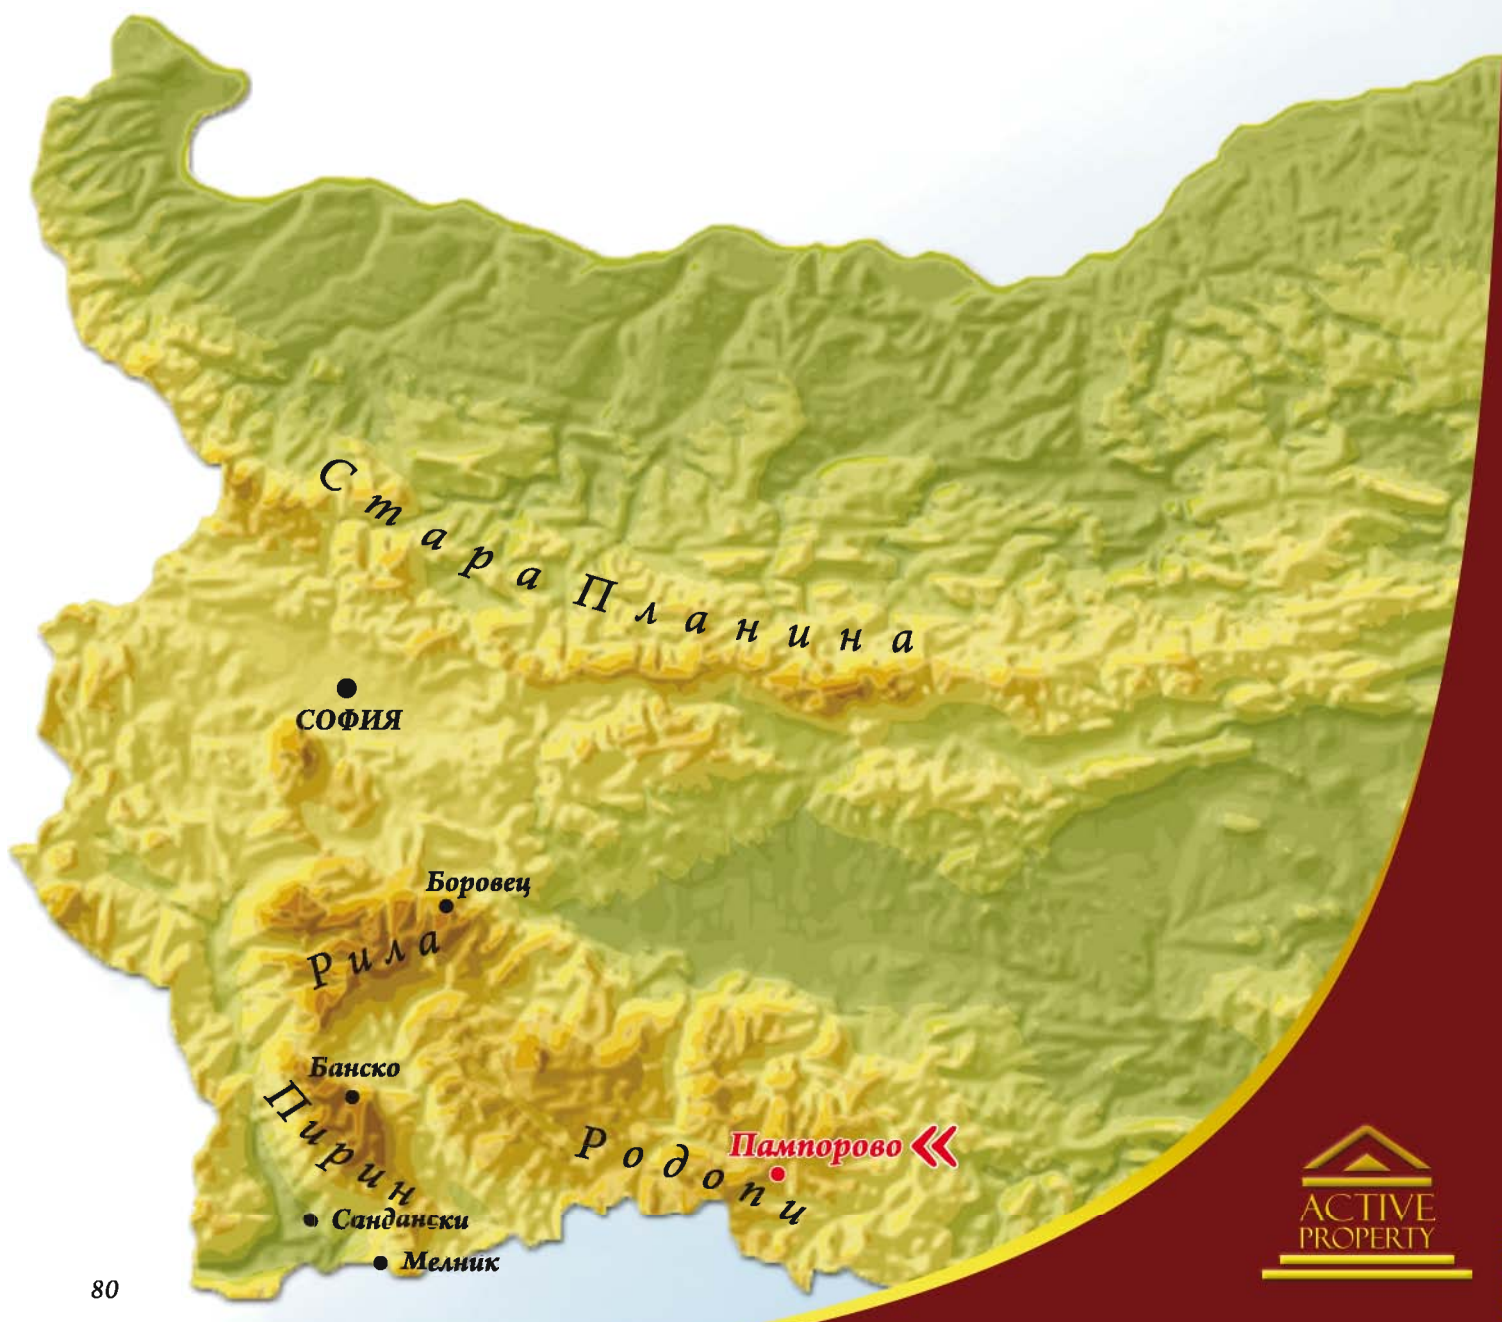 Стара Планина
СОФИЯ
Боровец
Рила
Банско
Пирин
Родопи
Пампорово
Сандански
Мелник
ACTIVE
PROPERTY
80